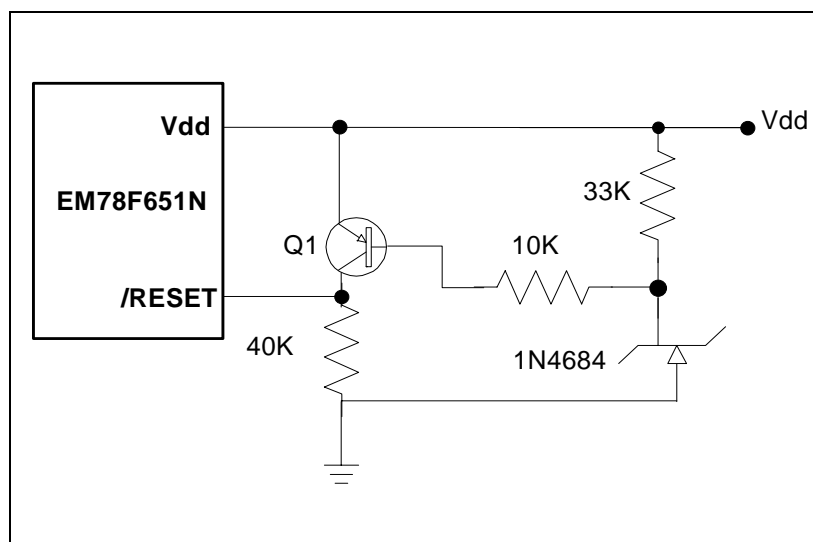 Vdd
Vdd
33K
EM78F651N
Q1
10K
/RESET
40K
1N4684